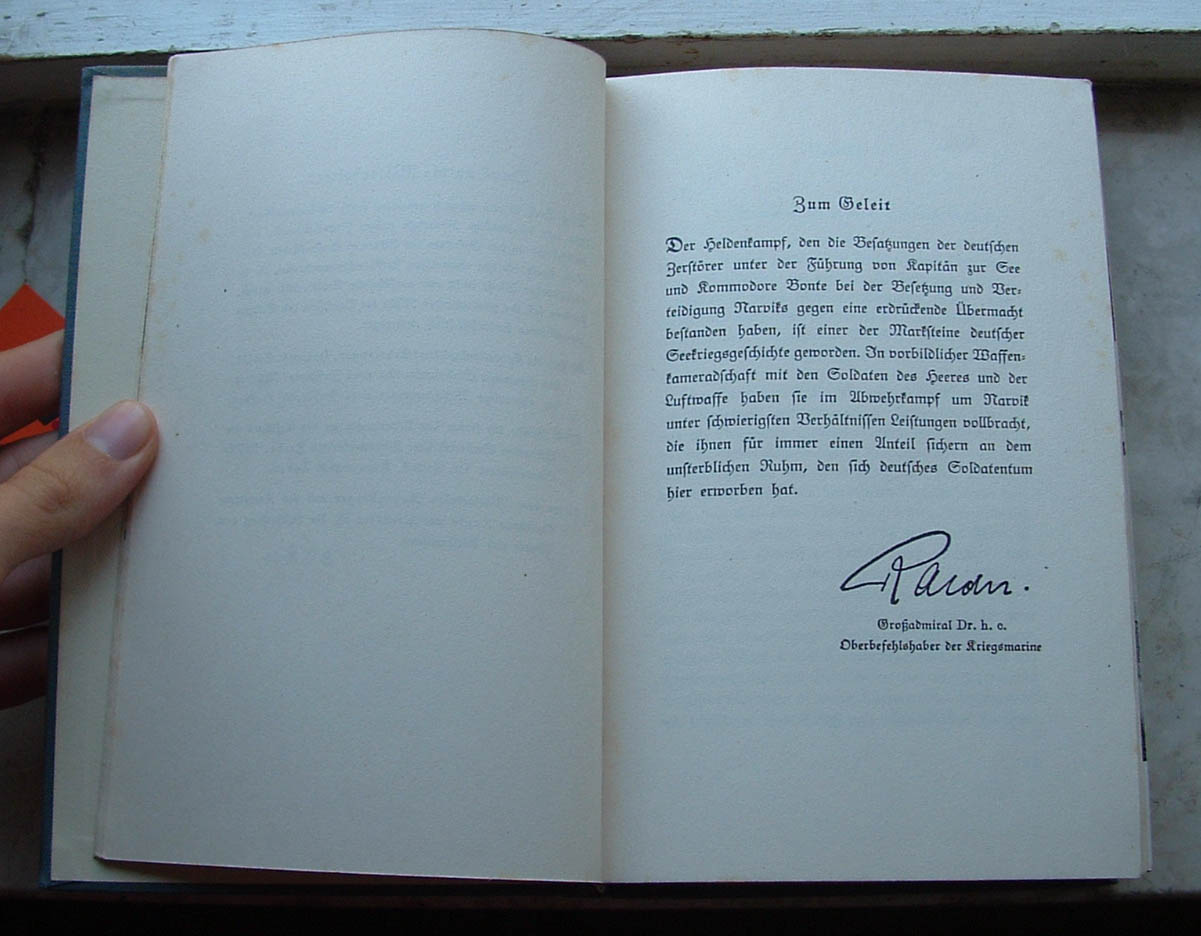 Zum Geleit
Der Heldenkampf, den die Besatzungen der deutschen
Zerstörer unter der Führung von Kapitän zur See
und Kommodore Bonte bei der Besetzung und Ver-
teidigung Narviks gegen eine erdrückende Übermacht
bestanden haben, ist einer der Marksteine deutscher
Seekriegsgeschichte geworden. In vorbildlicher Waffen-
kameradschaft mit den Soldaten des Heeres und der
Luftwaffe haben sie im Abwehrkampf um Narvik
unter schwierigsten Verhältnissen Leistungen vollbracht,
die ihnen für immer einen Anteil sichern an dem
unsterblichen Ruhm, den sich deutsches Soldatentum
hier erworben hat.
Raeder.
Großadmiral Dr. h. c.
Oberbefehlshaber der Kriegsmarine